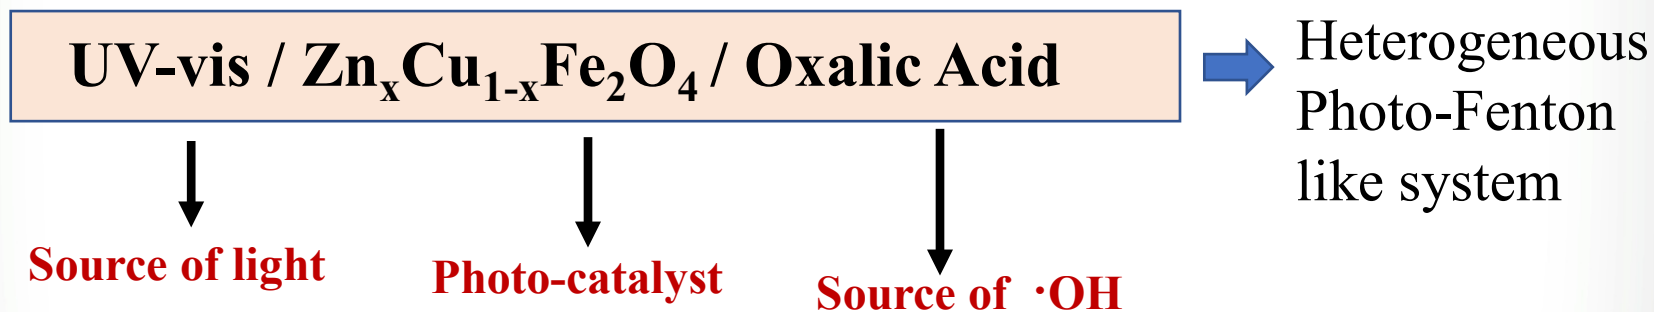 UV-vis / ZnₓCu₁₋ₓFe₂O₄ / Oxalic Acid
Heterogeneous
Photo-Fenton
like system
Source of light
Photo-catalyst
Source of ·OH